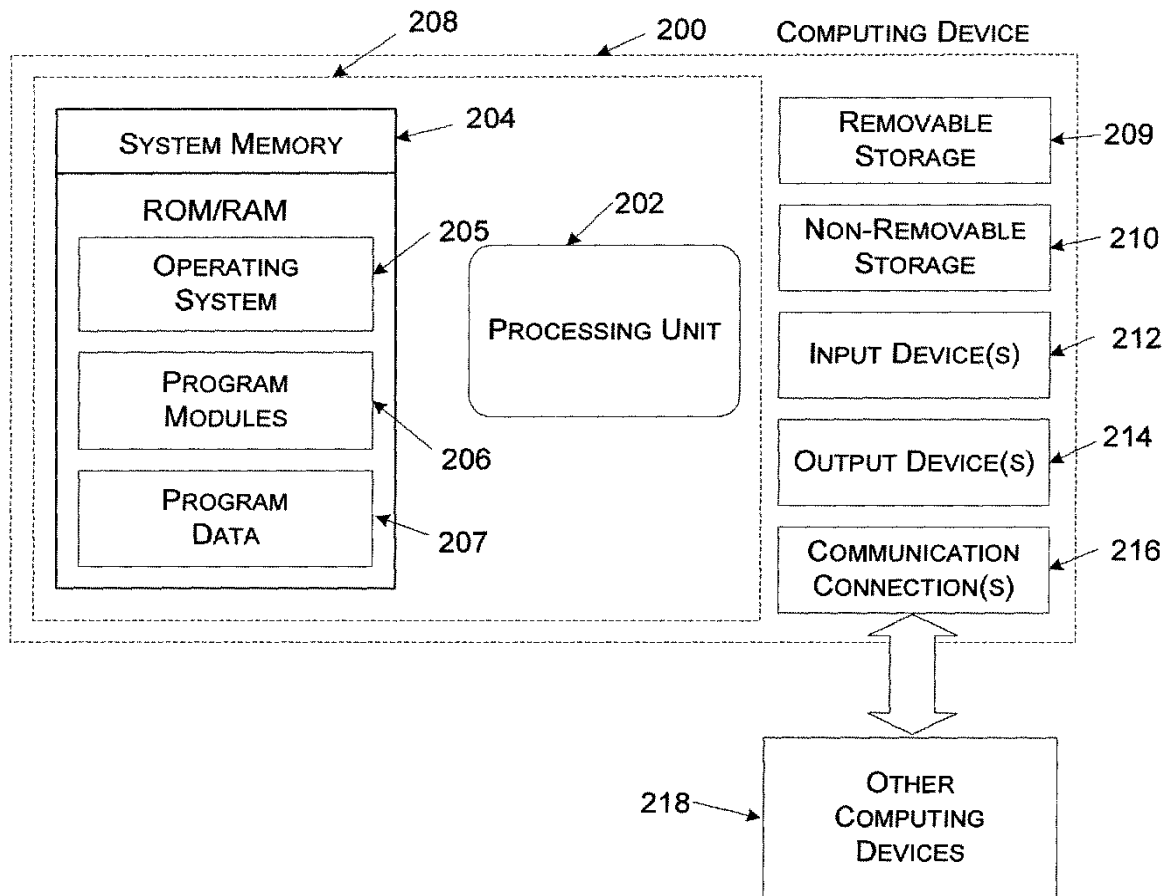 208
200
COMPUTING DEVICE
SYSTEM MEMORY
204
ROM/RAM
OPERATING
SYSTEM
205
PROGRAM
MODULES
206
PROGRAM
DATA
207
202
PROCESSING UNIT
REMOVABLE
STORAGE
209
NON-REMOVABLE
STORAGE
210
INPUT DEVICE(S)
212
OUTPUT DEVICE(S)
214
COMMUNICATION
CONNECTION(S)
216
218
OTHER
COMPUTING
DEVICES